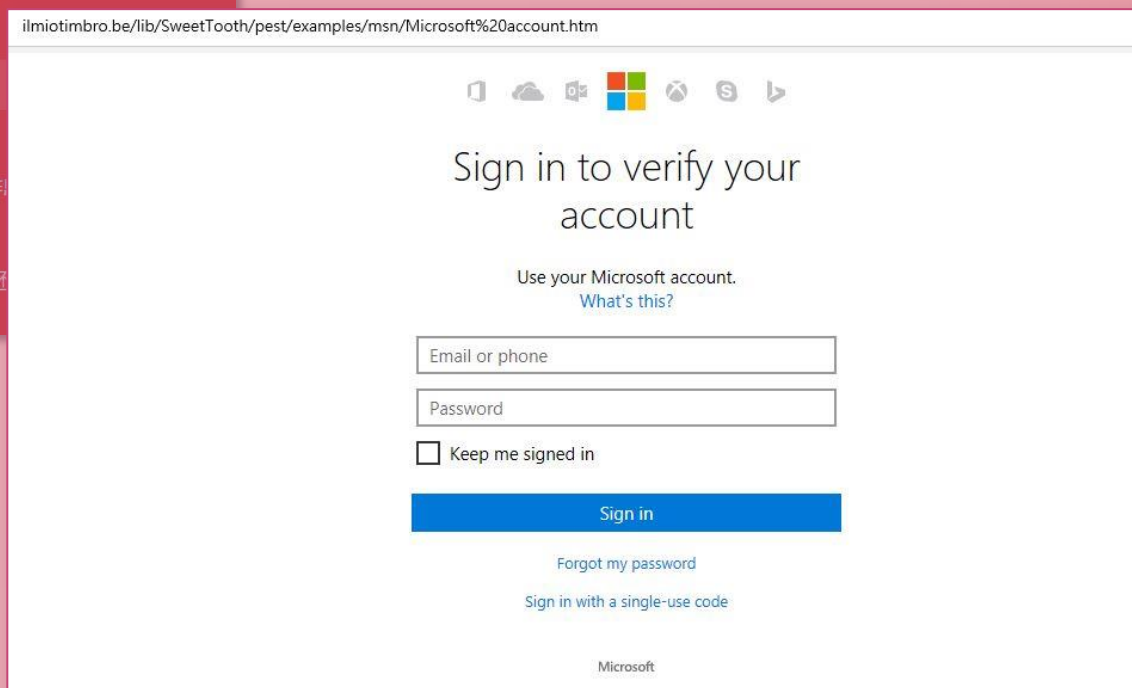 ilmiotimbro.be/lib/SweetTooth/pest/examples/msn/Microsoft%20account.htm
Sign in to verify your
account
Use your Microsoft account.
What's this?
Email or phone
Password
Keep me signed in
Sign in
Forgot my password
Sign in with a single-use code
Microsoft